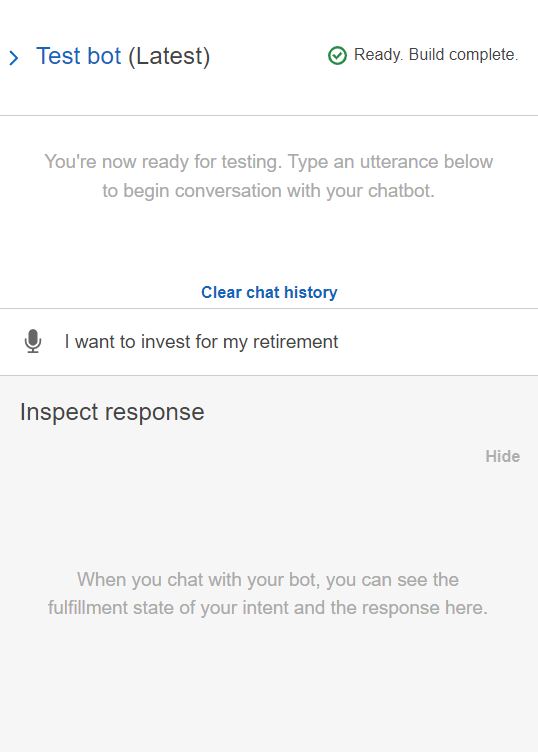 Test bot (Latest)
Ready. Build complete.
You're now ready for testing. Type an utterance below
to begin conversation with your chatbot.
Clear chat history
I want to invest for my retirement
Inspect response
Hide
When you chat with your bot, you can see the
fulfillment state of your intent and the response here.